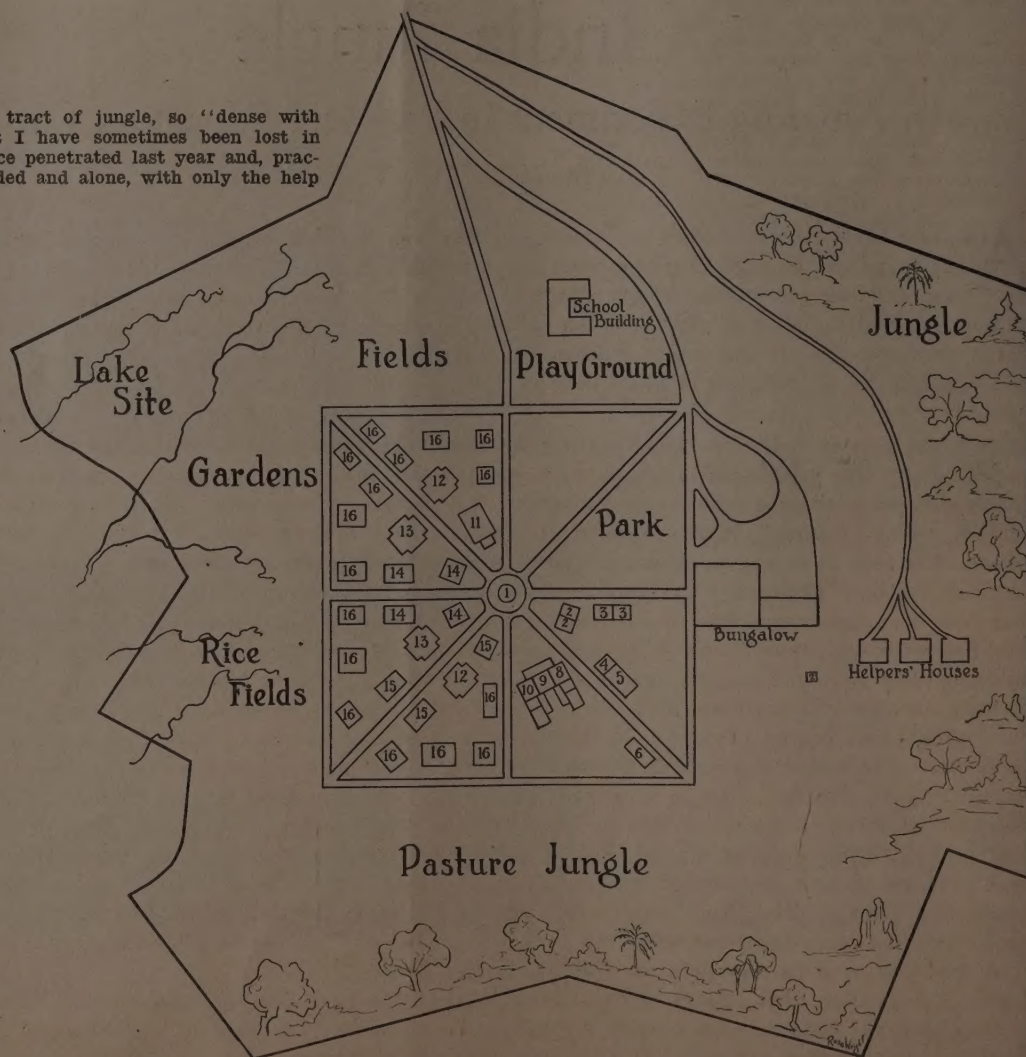 tract of jungle, so "dense with
I have sometimes been lost in
ce penetrated last year and, prac-
ded and alone, with only the help
School
Building
Jungle
Lake
Site
Fields
Play Ground
Gardens
16
16
16
16
16
16
12
16
16
13
11
Park
16
14
14
1
16
14
14
2
2
3 3
Bungalow
Rice
Fields
13
15
16
12
4
5
Helpers' Houses
15
16
10 9 8
16
15
6
16
16
16
Pasture Jungle